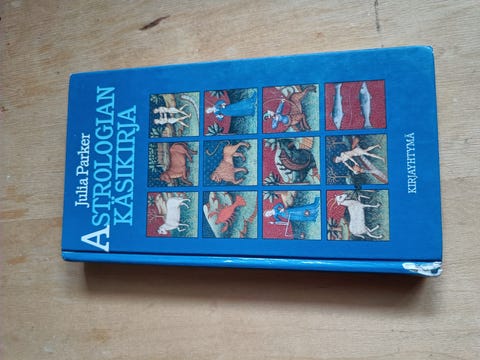 Julia Parker
ASTROLOGIAN
KÄSIKIRJA
KIRJAYHTYMÄ